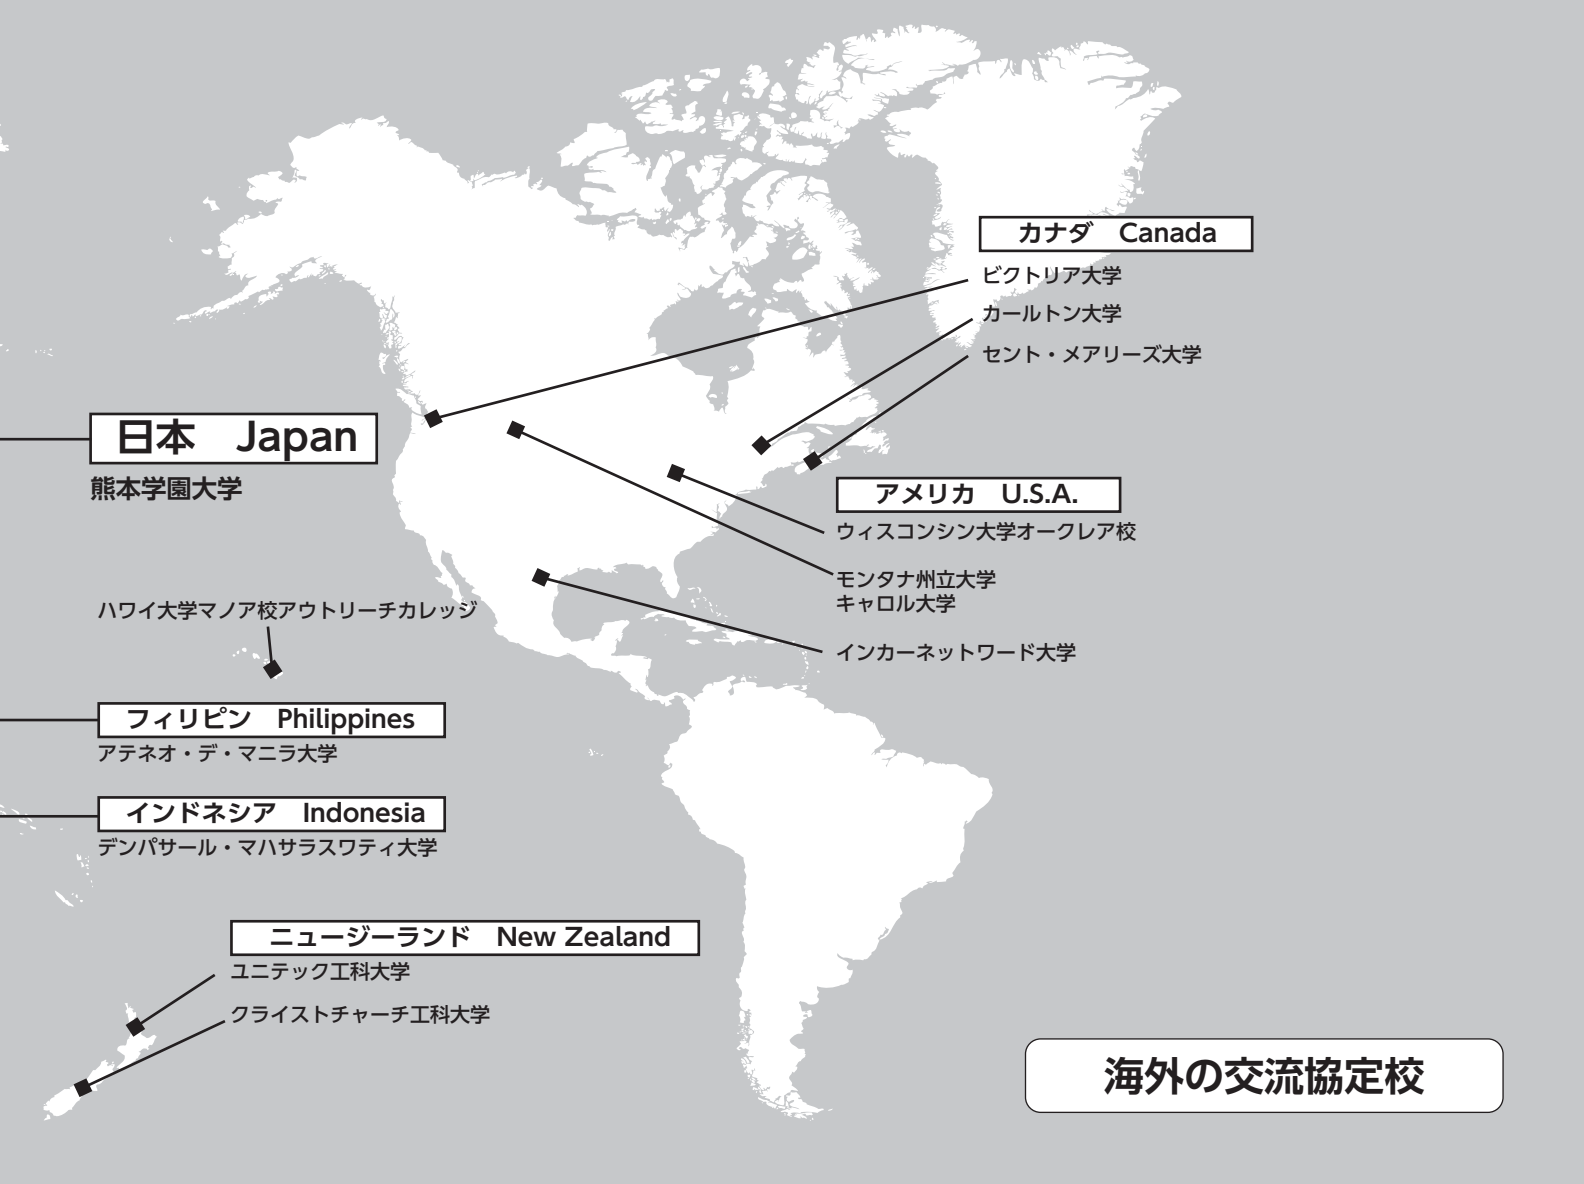 カナダ　Canada
ビクトリア大学
カールトン大学
セント・メアリーズ大学
日本　Japan
熊本学園大学
アメリカ　U.S.A.
ウィスコンシン大学オークレア校
モンタナ州立大学
キャロル大学
インカーネットワード大学
ハワイ大学マノア校アウトリーチカレッジ
フィリピン　Philippines
アテネオ・デ・マニラ大学
インドネシア　Indonesia
デンパサール・マハサラスワティ大学
ニュージーランド　New Zealand
ユニテック工科大学
クライストチャーチ工科大学
海外の交流協定校